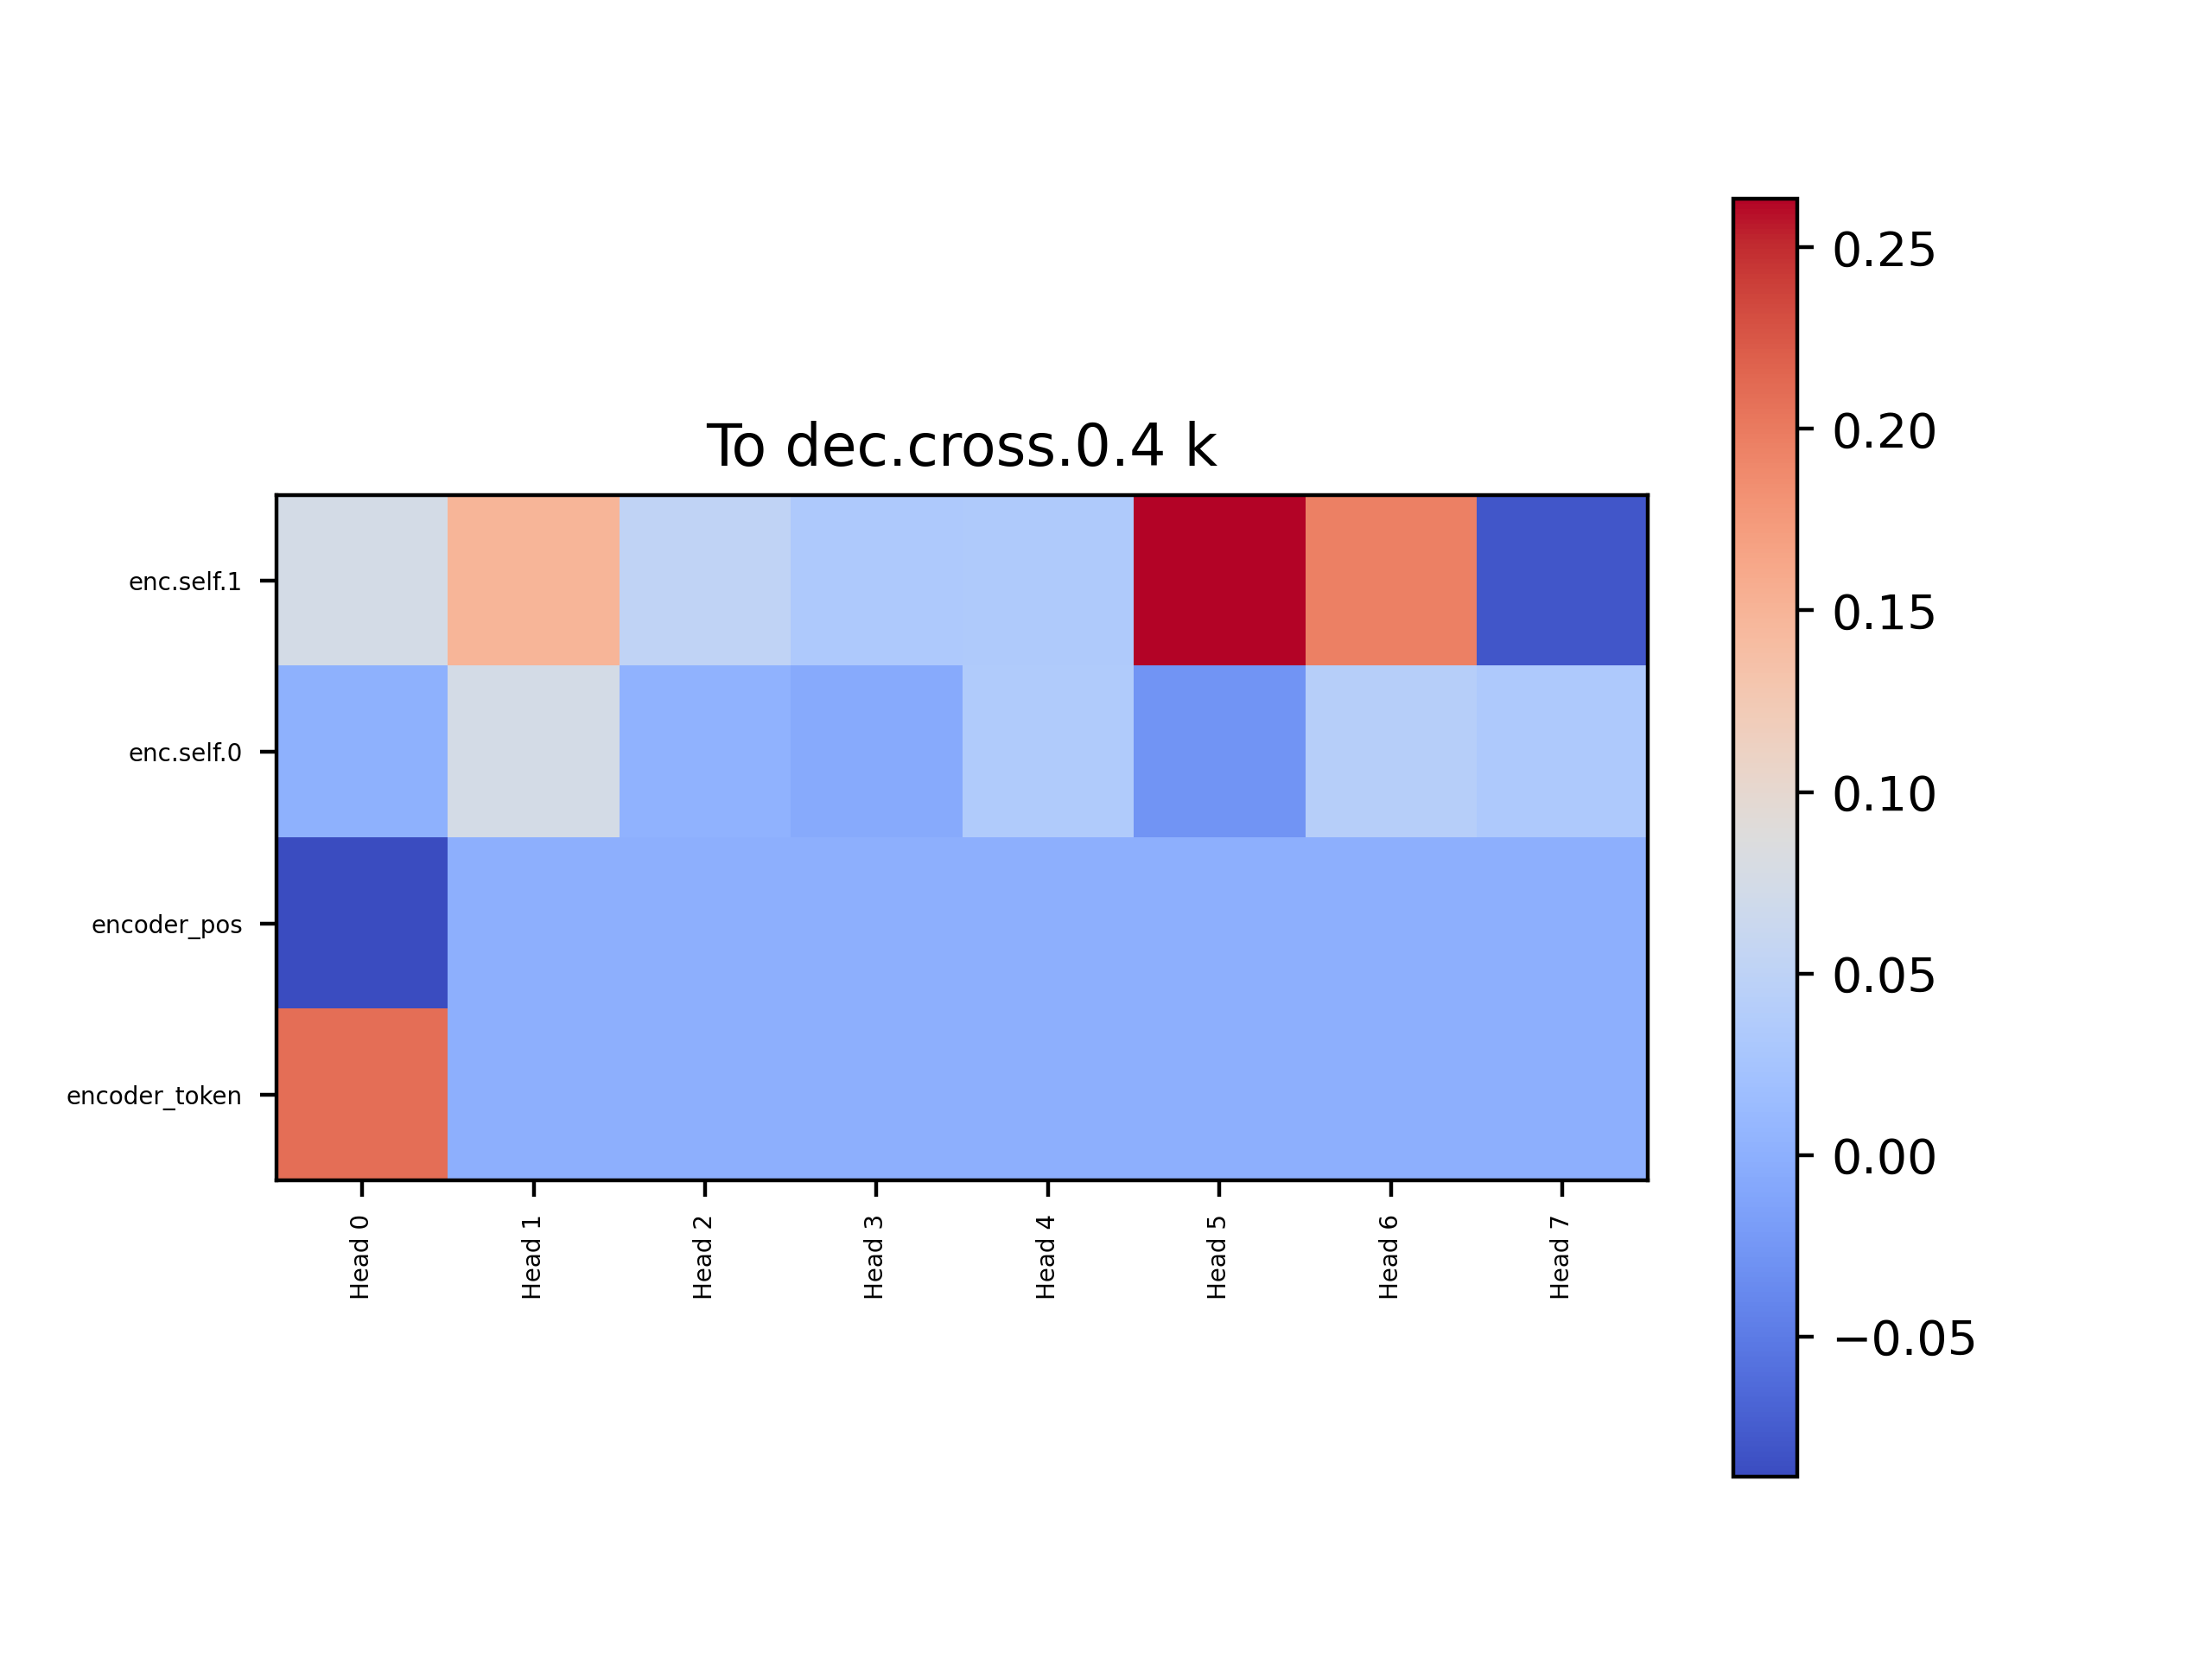 To dec.cross.0.4 k
enc.self.1
enc.self.0
encoder_pos
encoder_token
Head 0
Head 1
Head 2
Head 3
Head 4
Head 5
Head 6
Head 7
0.25
0.20
0.15
0.10
0.05
0.00
−0.05